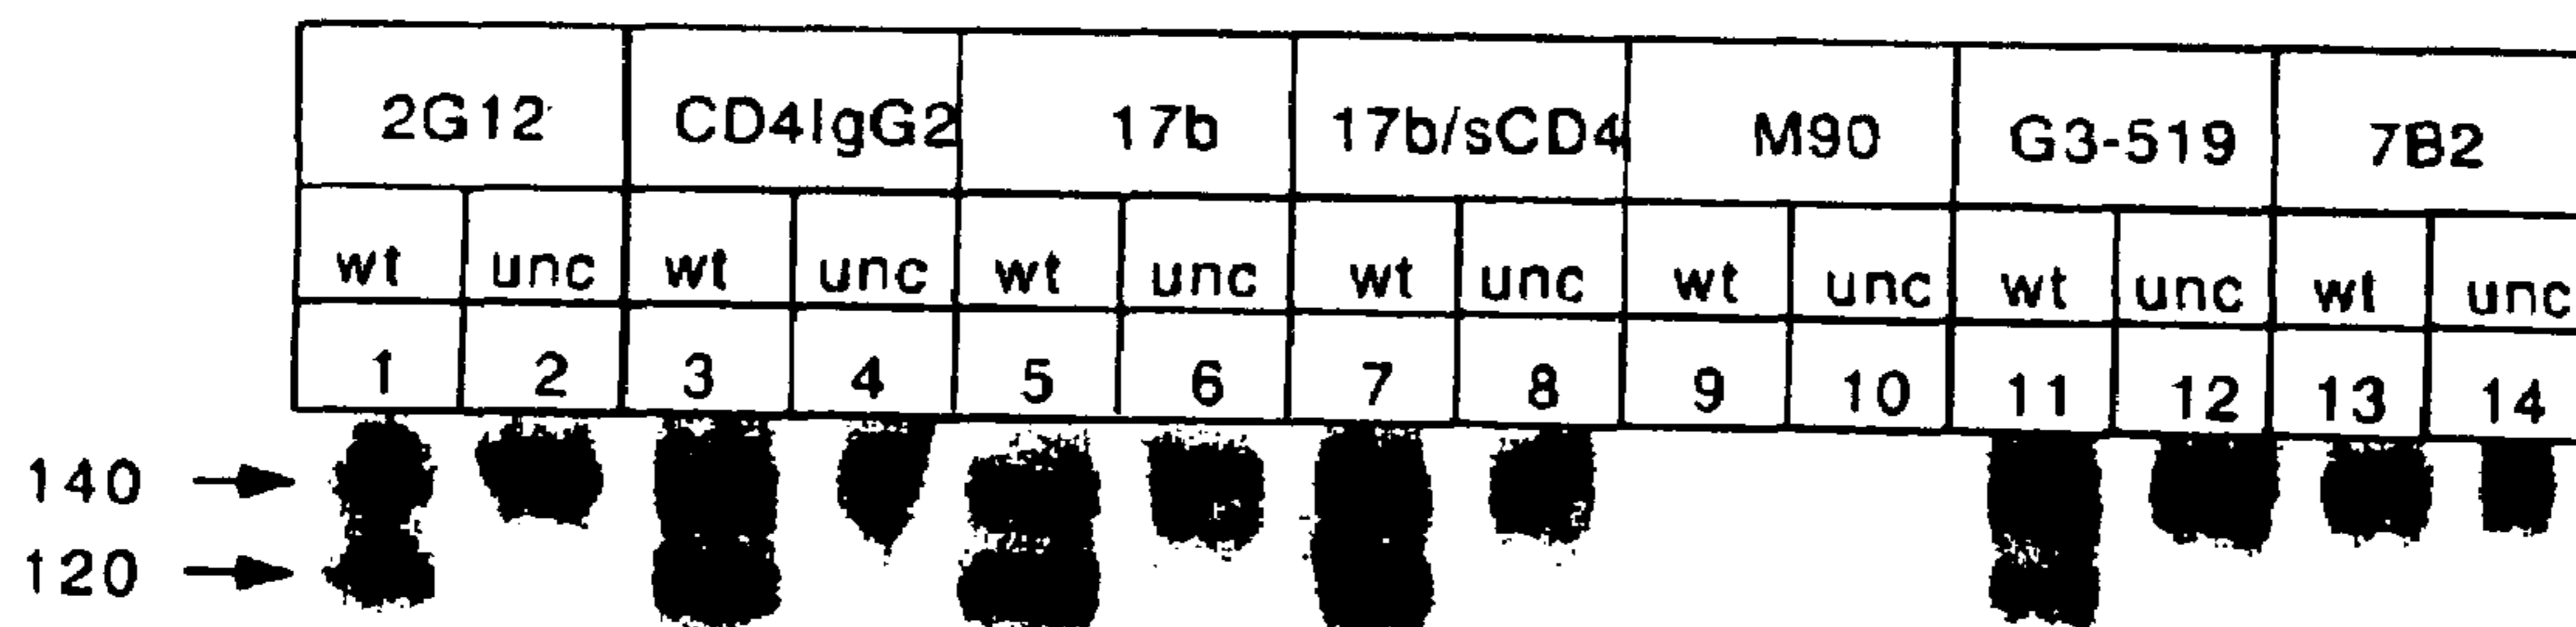 2G12 CD4IgG2 17b 17b/sCD4 M90 G3-519 7B2
wt unc wt unc wt unc wt unc wt unc wt unc wt unc
1 2 3 4 5 6 7 8 9 10 11 12 13 14
140
120